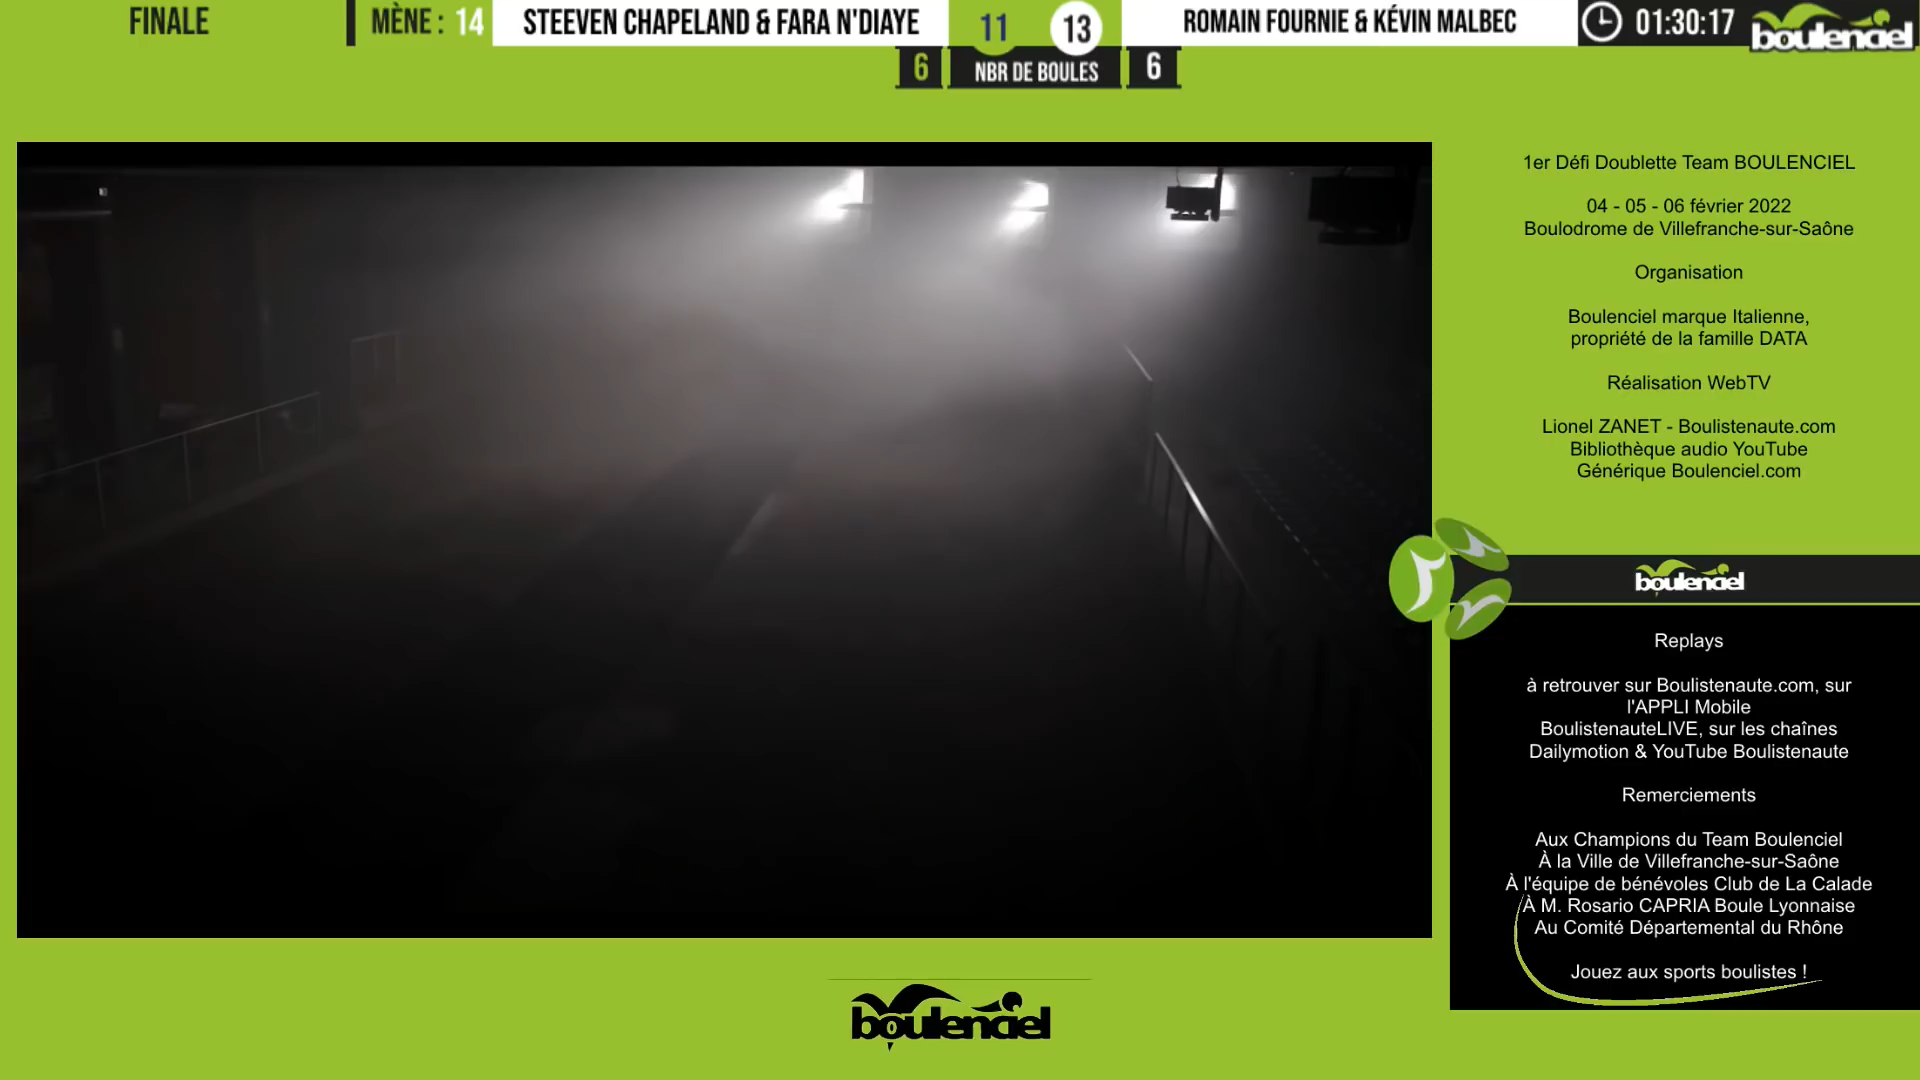 FINALE
MÈNE : 14
STEEVEN CHAPELAND & FARA N'DIAYE
11
13
ROMAIN FOURNIE & KÉVIN MALBEC
01:30:17
boulenciel
6
NBR DE BOULES
6
1er Défi Doublette Team BOULENCIEL
04 - 05 - 06 février 2022
Boulodrome de Villefranche-sur-Saône
Organisation
Boulenciel marque Italienne,
propriété de la famille DATA
Réalisation WebTV
Lionel ZANET - Boulistenaute.com
Bibliothèque audio YouTube
Générique Boulenciel.com
boulenciel
Replays
à retrouver sur Boulistenaute.com, sur
l'APPLI Mobile
BoulistenauteLIVE, sur les chaînes
Dailymotion & YouTube Boulistenaute
Remerciements
Aux Champions du Team Boulenciel
À la Ville de Villefranche-sur-Saône
À l'équipe de bénévoles Club de La Calade
À M. Rosario CAPRIA Boule Lyonnaise
Au Comité Départemental du Rhône
Jouez aux sports boulistes !
boulenciel